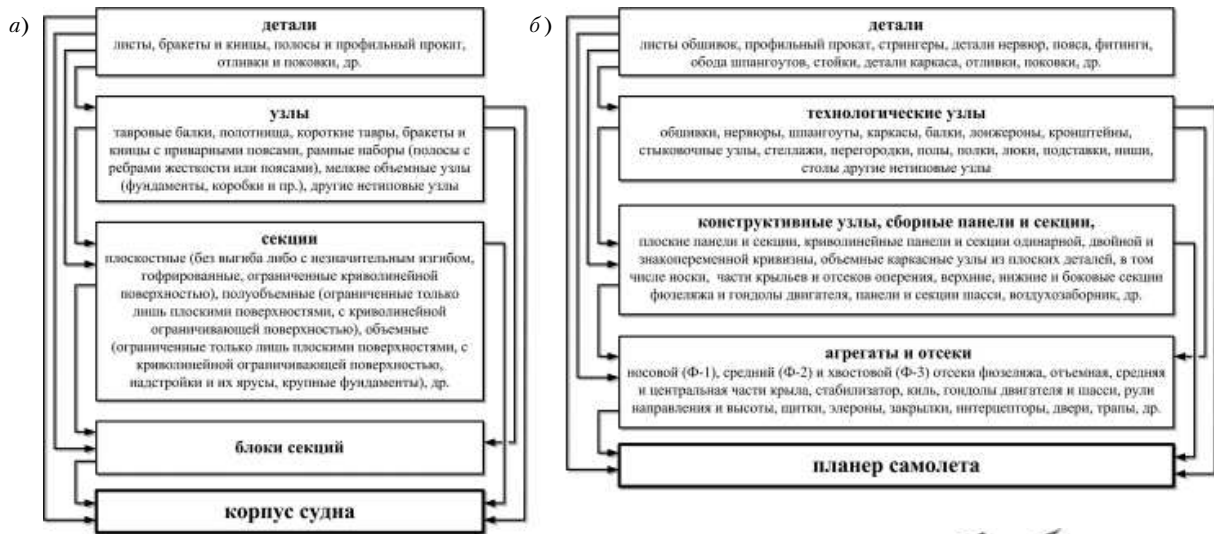 а)
детали
листы, бракеты и кницы, полосы и профильный прокат,
отливки и поковки, др.
узлы
тавровые балки, полотнища, короткие тавры, бракеты и
кницы с приварными поясами, рамные наборы (полосы с
ребрами жесткости или поясами), мелкие объемные узлы
(фундаменты, коробки и пр.), другие нетиповые узлы
секции
плоскостные (без выгиба либо с незначительным изгибом,
гофрированные, ограниченные криволинейной
поверхностью), полуобъемные (ограниченные только
лишь плоскими поверхностями, с криволинейной
ограничивающей поверхностью), объемные
(ограниченные только лишь плоскими поверхностями, с
криволинейной ограничивающей поверхностью,
надстройки и их ярусы, крупные фундаменты), др.
блоки секций
корпус судна
б)
детали
листы обшивок, профильный прокат, стрингеры, детали нервюр, пояса, фитинги,
обода шпангоутов, стойки, детали каркаса, отливки, поковки, др.
технологические узлы
обшивки, нервюры, шпангоуты, каркасы, балки, лонжероны, кронштейны,
стыковочные узлы, стеллажи, перегородки, полы, полки, люки, подставки, ниши,
столы другие нетиповые узлы
конструктивные узлы, сборные панели и секции,
плоские панели и секции, криволинейные панели и секции одинарной, двойной и
знакопеременной кривизны, объемные каркасные узлы из плоских деталей, в том
числе носки, части крыльев и отсеков оперения, верхние, нижние и боковые секции
фюзеляжа и гондолы двигателя, панели и секции шасси, воздухозаборник, др.
агрегаты и отсеки
носовой (Ф-1), средний (Ф-2) и хвостовой (Ф-3) отсеки фюзеляжа, отъемная, средняя
и центральная части крыла, стабилизатор, киль, гондолы двигателя и шасси, рули
направления и высоты, щитки, элероны, закрылки, интерцепторы, двери, трапы, др.
планер самолета